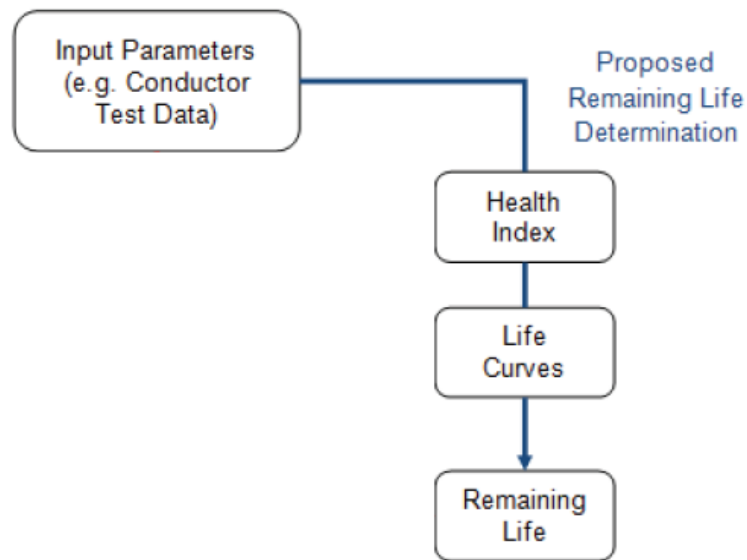 Input Parameters
(e.g. Conductor
Test Data)
Proposed
Remaining Life
Determination
Health
Index
Life
Curves
Remaining
Life